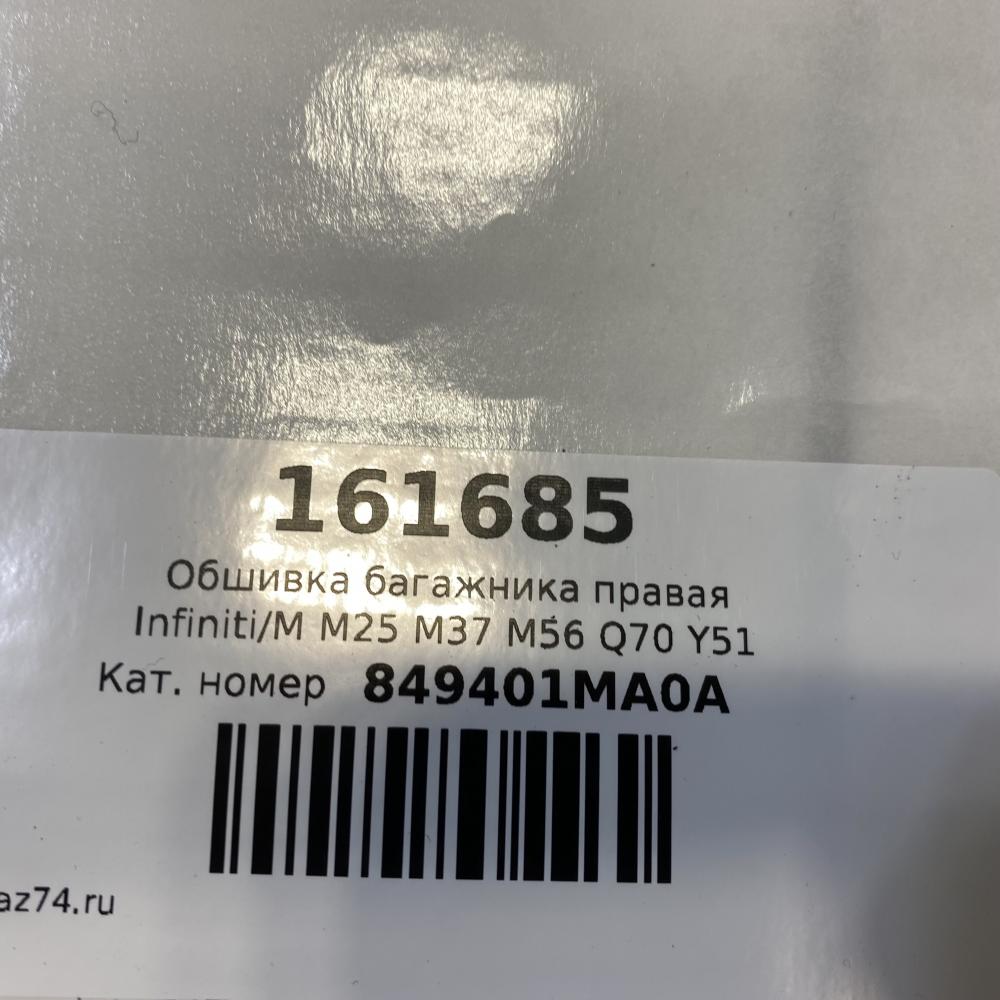 161685
Обшивка багажника правая
Infiniti/M M25 M37 M56 Q70 Y51
Кат. номер 849401MA0A
az74.ru